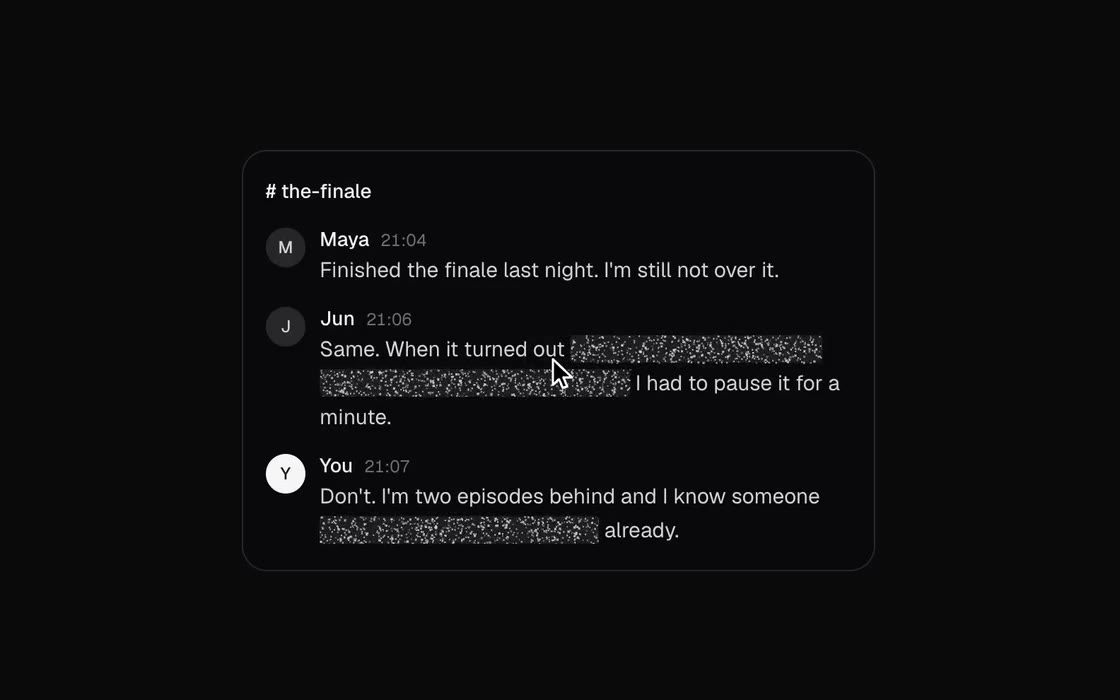 # the-finale
M
Maya 21:04
Finished the finale last night. I'm still not over it.
J
Jun 21:06
Same. When it turned out
I had to pause it for a
minute.
Y
You 21:07
Don't. I'm two episodes behind and I know someone
already.